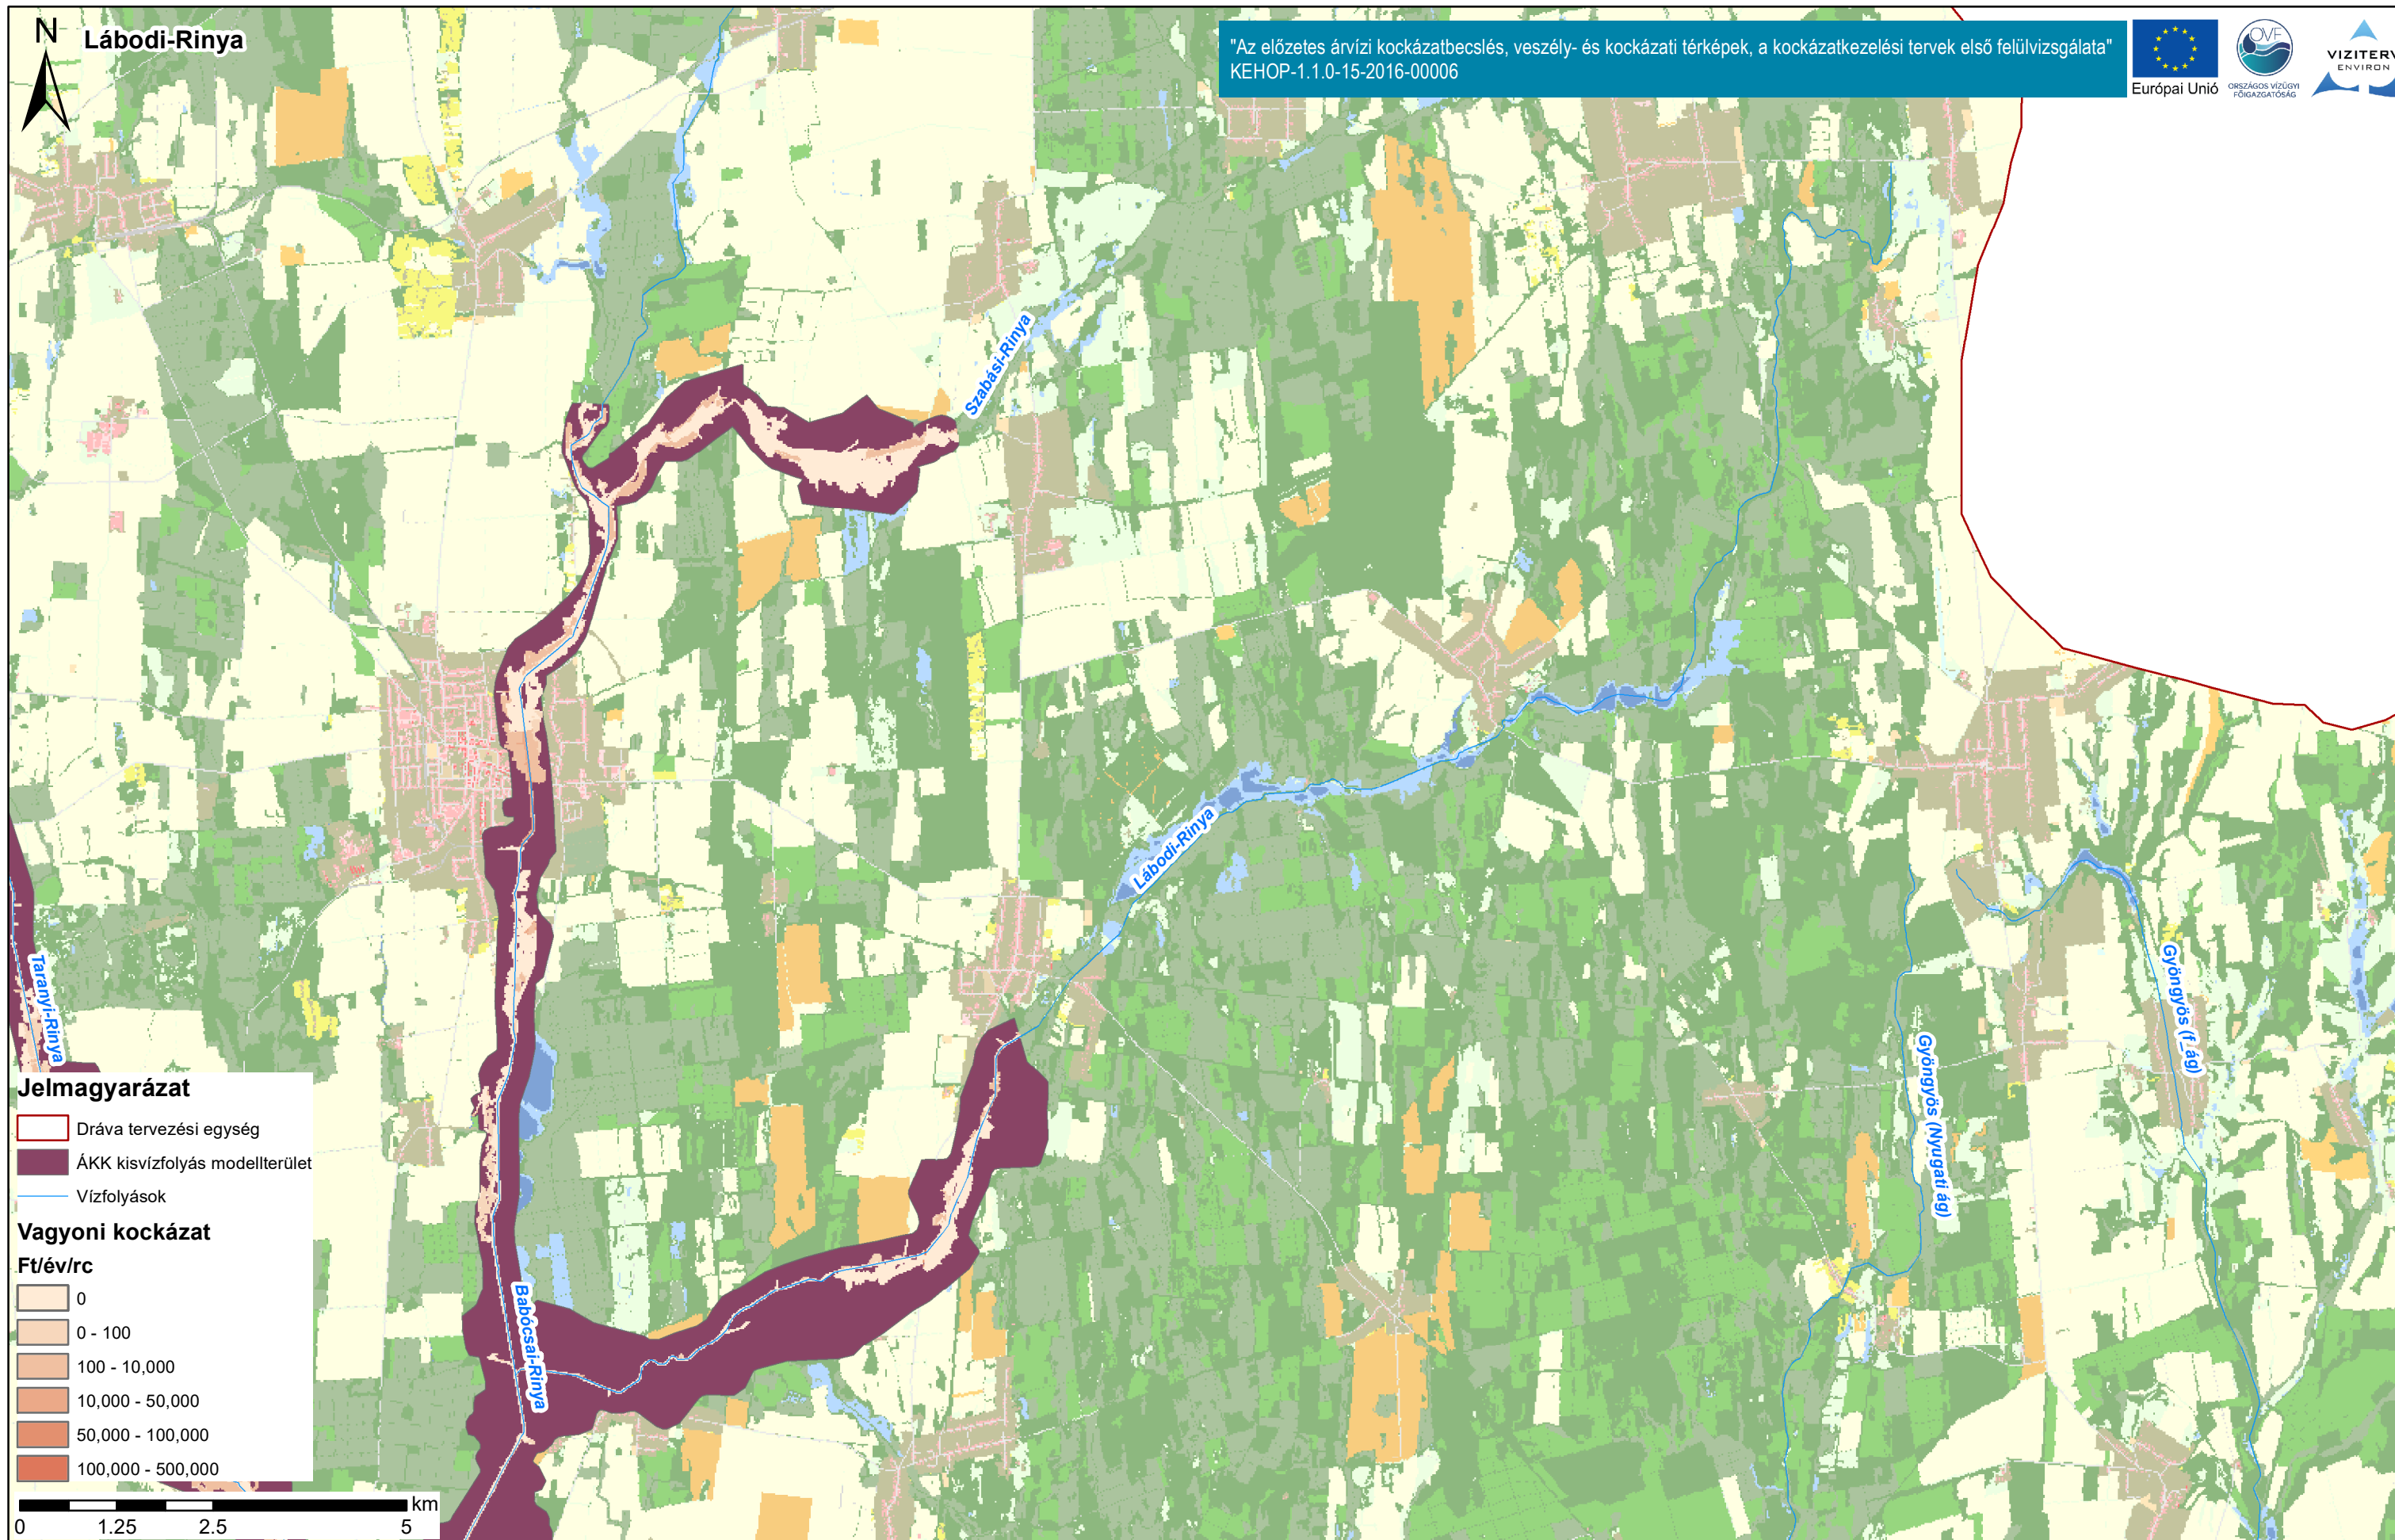 N
Lábodi-Rinya
"Az előzetes árvízi kockázatbecslés, veszély- és kockázati térképek, a kockázatkezelési tervek első felülvizsgálata"
KEHOP-1.1.0-15-2016-00006
Európai Unió
OVF
ORSZÁGOS VÍZÜGYI
FŐIGAZGATÓSÁG
VIZITERV
ENVIRON
Szabási-Rinya
Lábodi-Rinya
Taranyi-Rinya
Gyöngyös (f_ág)
Gyöngyös (Nyugati ág)
Babócsai-Rinya
Jelmagyarázat
Dráva tervezési egység
ÁKK kisvízfolyás modellterület
Vízfolyások
Vagyoni kockázat
Ft/év/rc
0
0 - 100
100 - 10,000
10,000 - 50,000
50,000 - 100,000
100,000 - 500,000
km
0 1.25 2.5 5